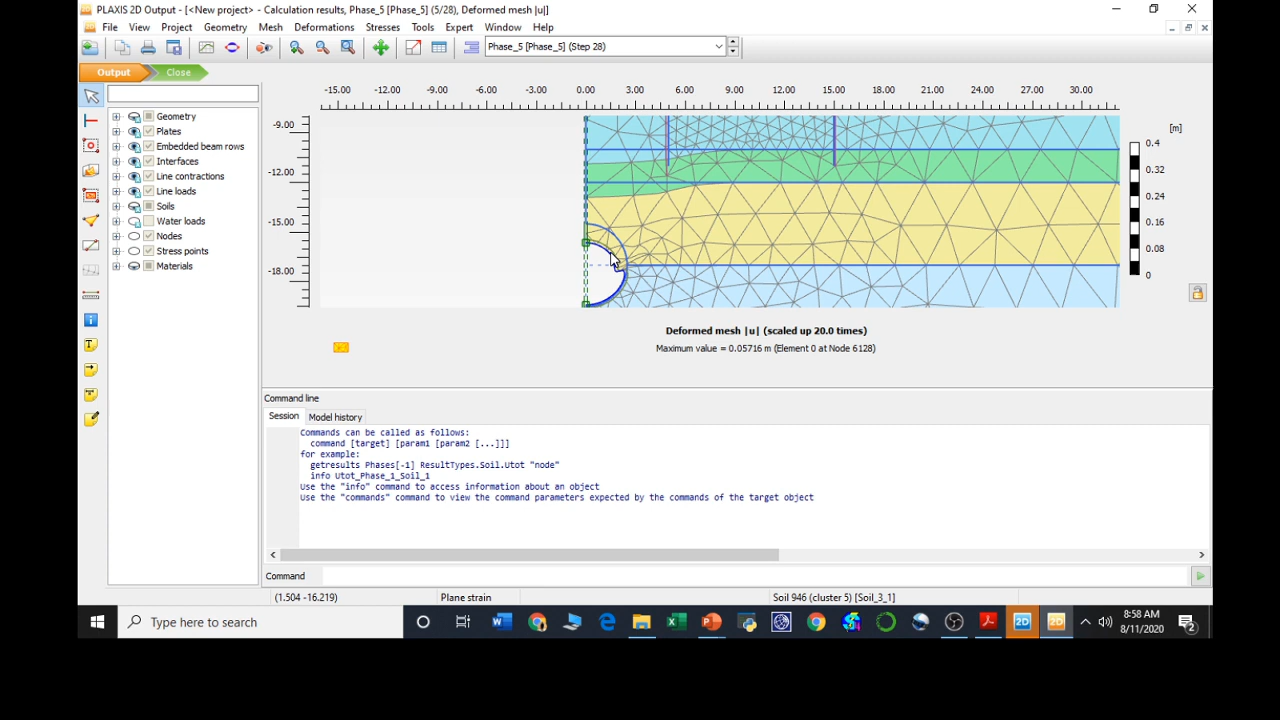 PLAXIS 2D Output - [<New project> - Calculation results, Phase_5 [Phase_5] (5/28), Deformed mesh |u|]
File View Project Geometry Mesh Deformations Stresses Tools Expert Window Help
Phase_5 [Phase_5] (Step 28)
Output Close
-15.00 -12.00 -9.00 -6.00 -3.00 0.00 3.00 6.00 9.00 12.00 15.00 18.00 21.00 24.00 27.00 30.00
Geometry
Plates
Embedded beam rows
Interfaces
Line contractions
Line loads
Soils
Water loads
Nodes
Stress points
Materials
-9.00
-12.00
-15.00
-18.00
[m]
0.4
0.32
0.24
0.16
0.08
0
Deformed mesh |u| (scaled up 20.0 times)
Maximum value = 0.05716 m (Element 0 at Node 6128)
Command line
Session Model history
Commands can be called as follows:
command [target] [param1 [param2 [...]]]
for example:
getresults Phases[-1] ResultTypes.Soil.Utot "node"
info Utot_Phase_1_Soil_1
Use the "info" command to access information about an object
Use the "commands" command to view the command parameters expected by the commands of the target object
Command
(1.504 -16.219) Plane strain Soil 946 (cluster 5) [Soil_3_1]
Type here to search
8:58 AM
8/11/2020
2